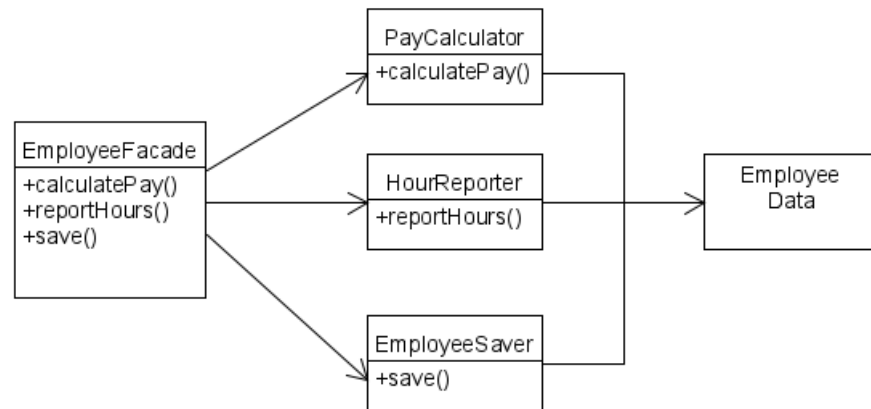 PayCalculator
+calculatePay()
EmployeeFacade
+calculatePay()
+reportHours()
+save()
HourReporter
+reportHours()
Employee
Data
EmployeeSaver
+save()